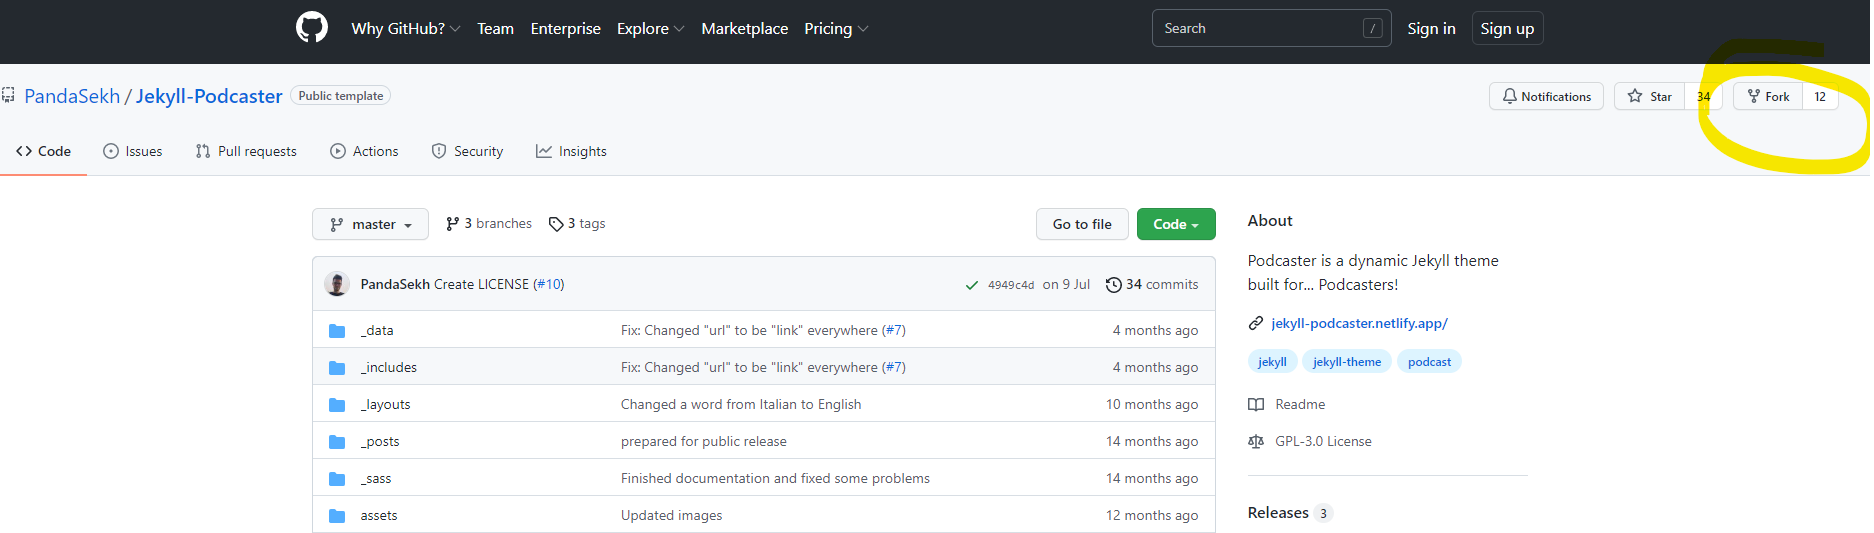 Why GitHub? Team Enterprise Explore Marketplace Pricing Search / Sign in Sign up
PandaSekh / Jekyll-Podcaster Public template Notifications Star 34 Fork 12
Code Issues Pull requests Actions Security Insights
master 3 branches 3 tags Go to file Code
PandaSekh Create LICENSE (#10) 4949c4d on 9 Jul 34 commits
_data Fix: Changed "url" to be "link" everywhere (#7) 4 months ago
_includes Fix: Changed "url" to be "link" everywhere (#7) 4 months ago
_layouts Changed a word from Italian to English 10 months ago
_posts prepared for public release 14 months ago
_sass Finished documentation and fixed some problems 14 months ago
assets Updated images 12 months ago
About
Podcaster is a dynamic Jekyll theme
built for... Podcasters!
jekyll-podcaster.netlify.app/
jekyll jekyll-theme podcast
Readme
GPL-3.0 License
Releases 3